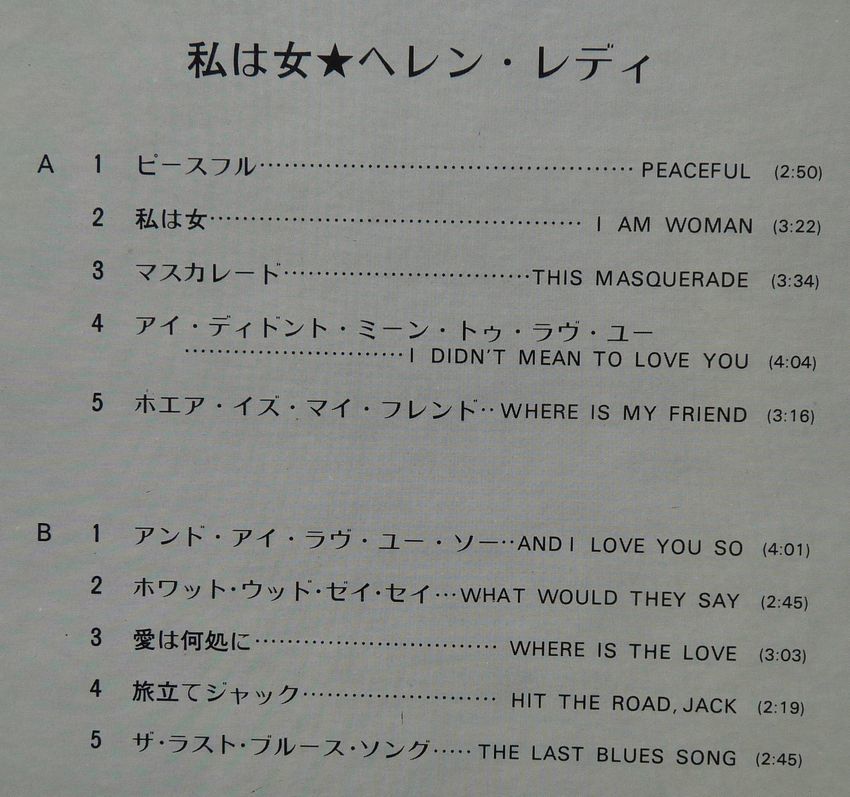 私は女★ヘレン・レディ
A 1 ピースフル…………………………………………… PEACEFUL (2:50)
2 私は女…………………………………………… I AM WOMAN (3:22)
3 マスカレード……………………………THIS MASQUERADE (3:34)
4 アイ・ディドント・ミーン・トゥ・ラヴ・ユー
………………………I DIDN'T MEAN TO LOVE YOU (4:04)
5 ホエア・イズ・マイ・フレンド‥WHERE IS MY FRIEND (3:16)
B 1 アンド・アイ・ラヴ・ユー・ソー‥AND I LOVE YOU SO (4:01)
2 ホワット・ウッド・ゼイ・セイ…WHAT WOULD THEY SAY (2:45)
3 愛は何処に…………………………… WHERE IS THE LOVE (3:03)
4 旅立てジャック……………………… HIT THE ROAD, JACK (2:19)
5 ザ・ラスト・ブルース・ソング…‥THE LAST BLUES SONG (2:45)